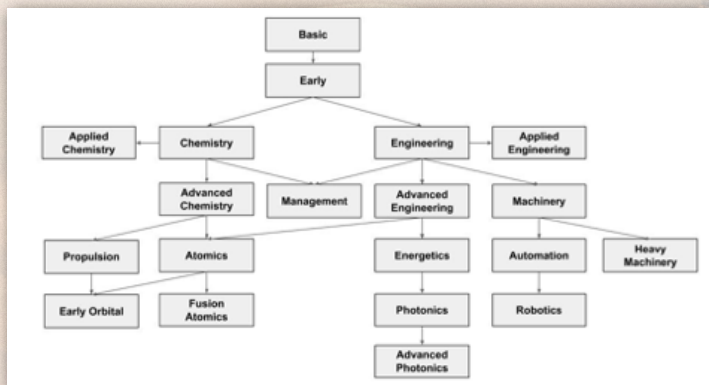 Basic
Early
Applied
Chemistry
Chemistry
Engineering
Applied
Engineering
Advanced
Chemistry
Management
Advanced
Engineering
Machinery
Propulsion
Atomics
Energetics
Automation
Heavy
Machinery
Early Orbital
Fusion
Atomics
Photonics
Robotics
Advanced
Photonics